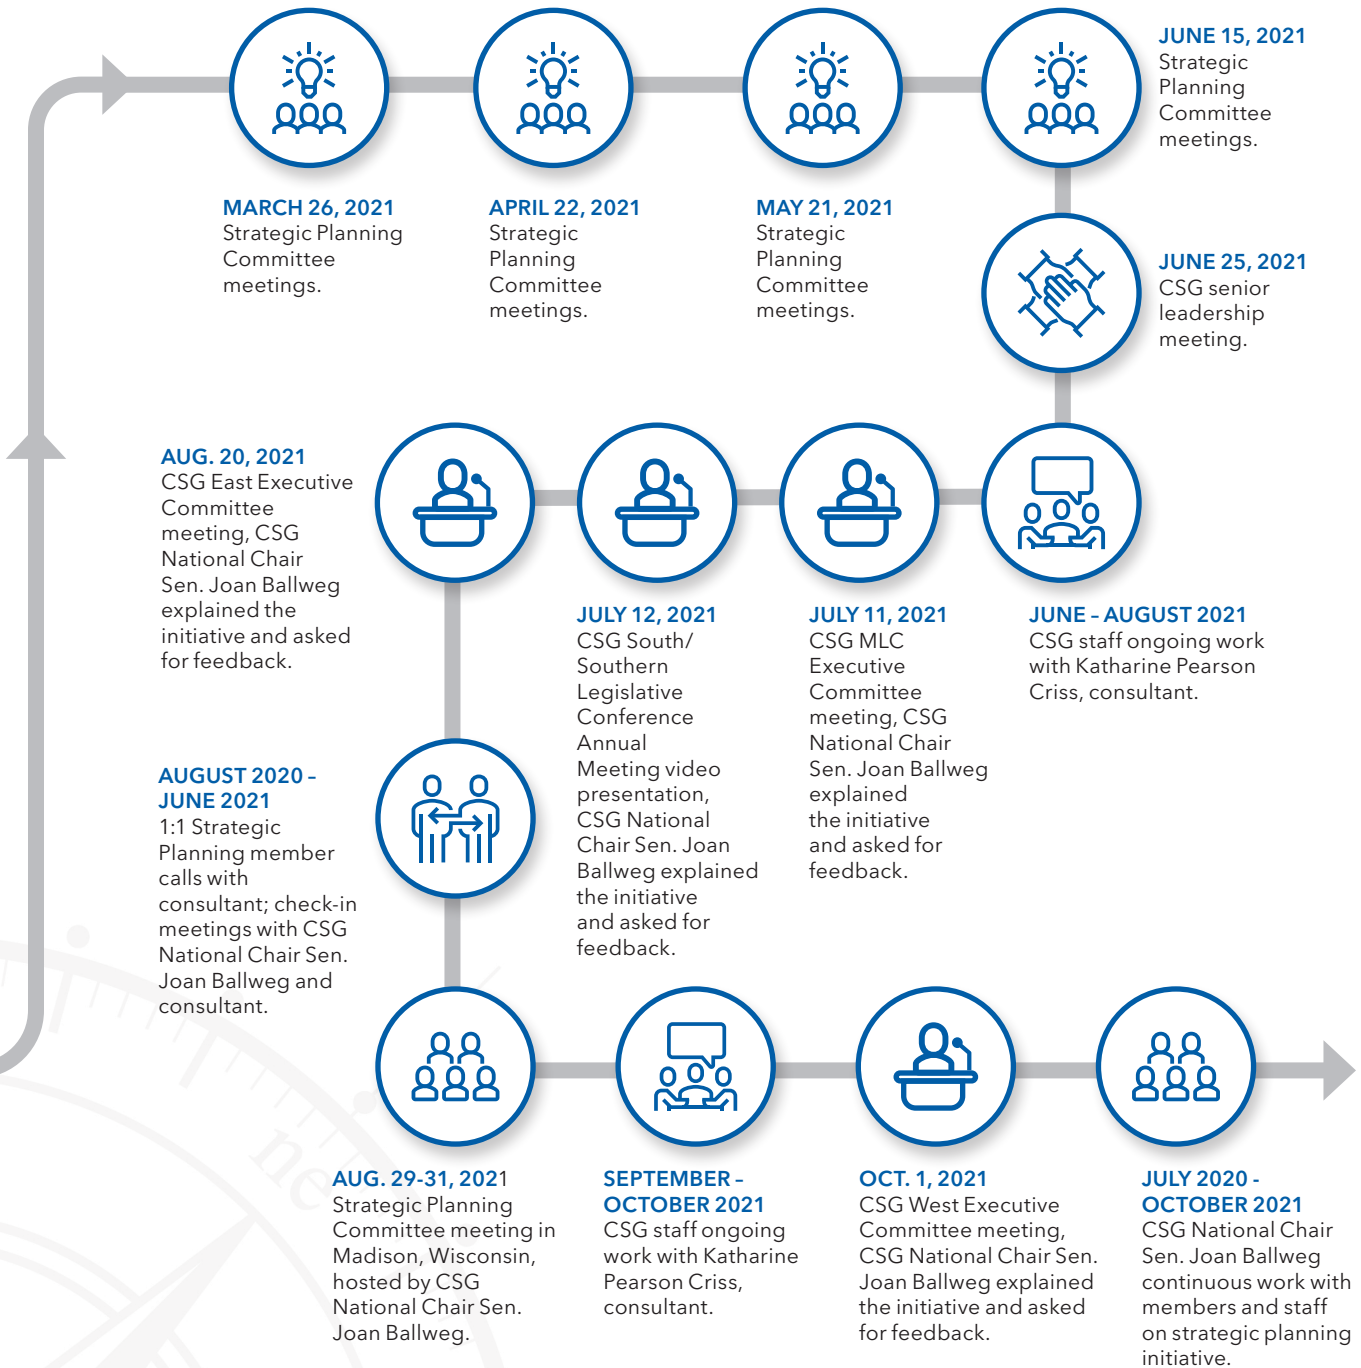 MARCH 26, 2021
Strategic Planning
Committee
meetings.
APRIL 22, 2021
Strategic
Planning
Committee
meetings.
MAY 21, 2021
Strategic
Planning
Committee
meetings.
JUNE 15, 2021
Strategic
Planning
Committee
meetings.
JUNE 25, 2021
CSG senior
leadership
meeting.
JUNE – AUGUST 2021
CSG staff ongoing work
with Katharine Pearson
Criss, consultant.
JULY 11, 2021
CSG MLC
Executive
Committee
meeting, CSG
National Chair
Sen. Joan Ballweg
explained
the initiative
and asked for
feedback.
JULY 12, 2021
CSG South/
Southern
Legislative
Conference
Annual
Meeting video
presentation,
CSG National
Chair Sen. Joan
Ballweg explained
the initiative
and asked for
feedback.
AUG. 20, 2021
CSG East Executive
Committee
meeting, CSG
National Chair
Sen. Joan Ballweg
explained the
initiative and asked
for feedback.
AUGUST 2020 –
JUNE 2021
1:1 Strategic
Planning member
calls with
consultant; check-in
meetings with CSG
National Chair Sen.
Joan Ballweg and
consultant.
AUG. 29-31, 2021
Strategic Planning
Committee meeting in
Madison, Wisconsin,
hosted by CSG
National Chair Sen.
Joan Ballweg.
SEPTEMBER –
OCTOBER 2021
CSG staff ongoing
work with Katharine
Pearson Criss,
consultant.
OCT. 1, 2021
CSG West Executive
Committee meeting,
CSG National Chair Sen.
Joan Ballweg explained
the initiative and asked
for feedback.
JULY 2020 -
OCTOBER 2021
CSG National Chair
Sen. Joan Ballweg
continuous work with
members and staff
on strategic planning
initiative.
ne